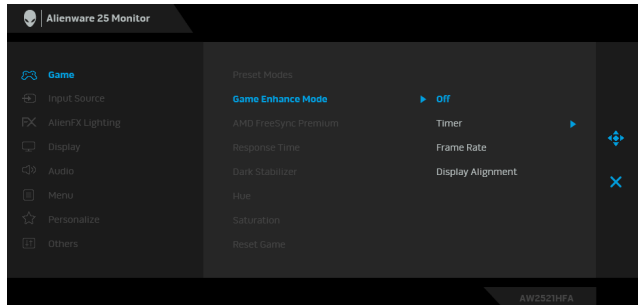 Alienware 25 Monitor
Game
Input Source
AlienFX Lighting
Display
Audio
Menu
Personalize
Others
Preset Modes
Game Enhance Mode
AMD FreeSync Premium
Response Time
Dark Stabilizer
Hue
Saturation
Reset Game
Off
Timer
Frame Rate
Display Alignment
AW2521HFA